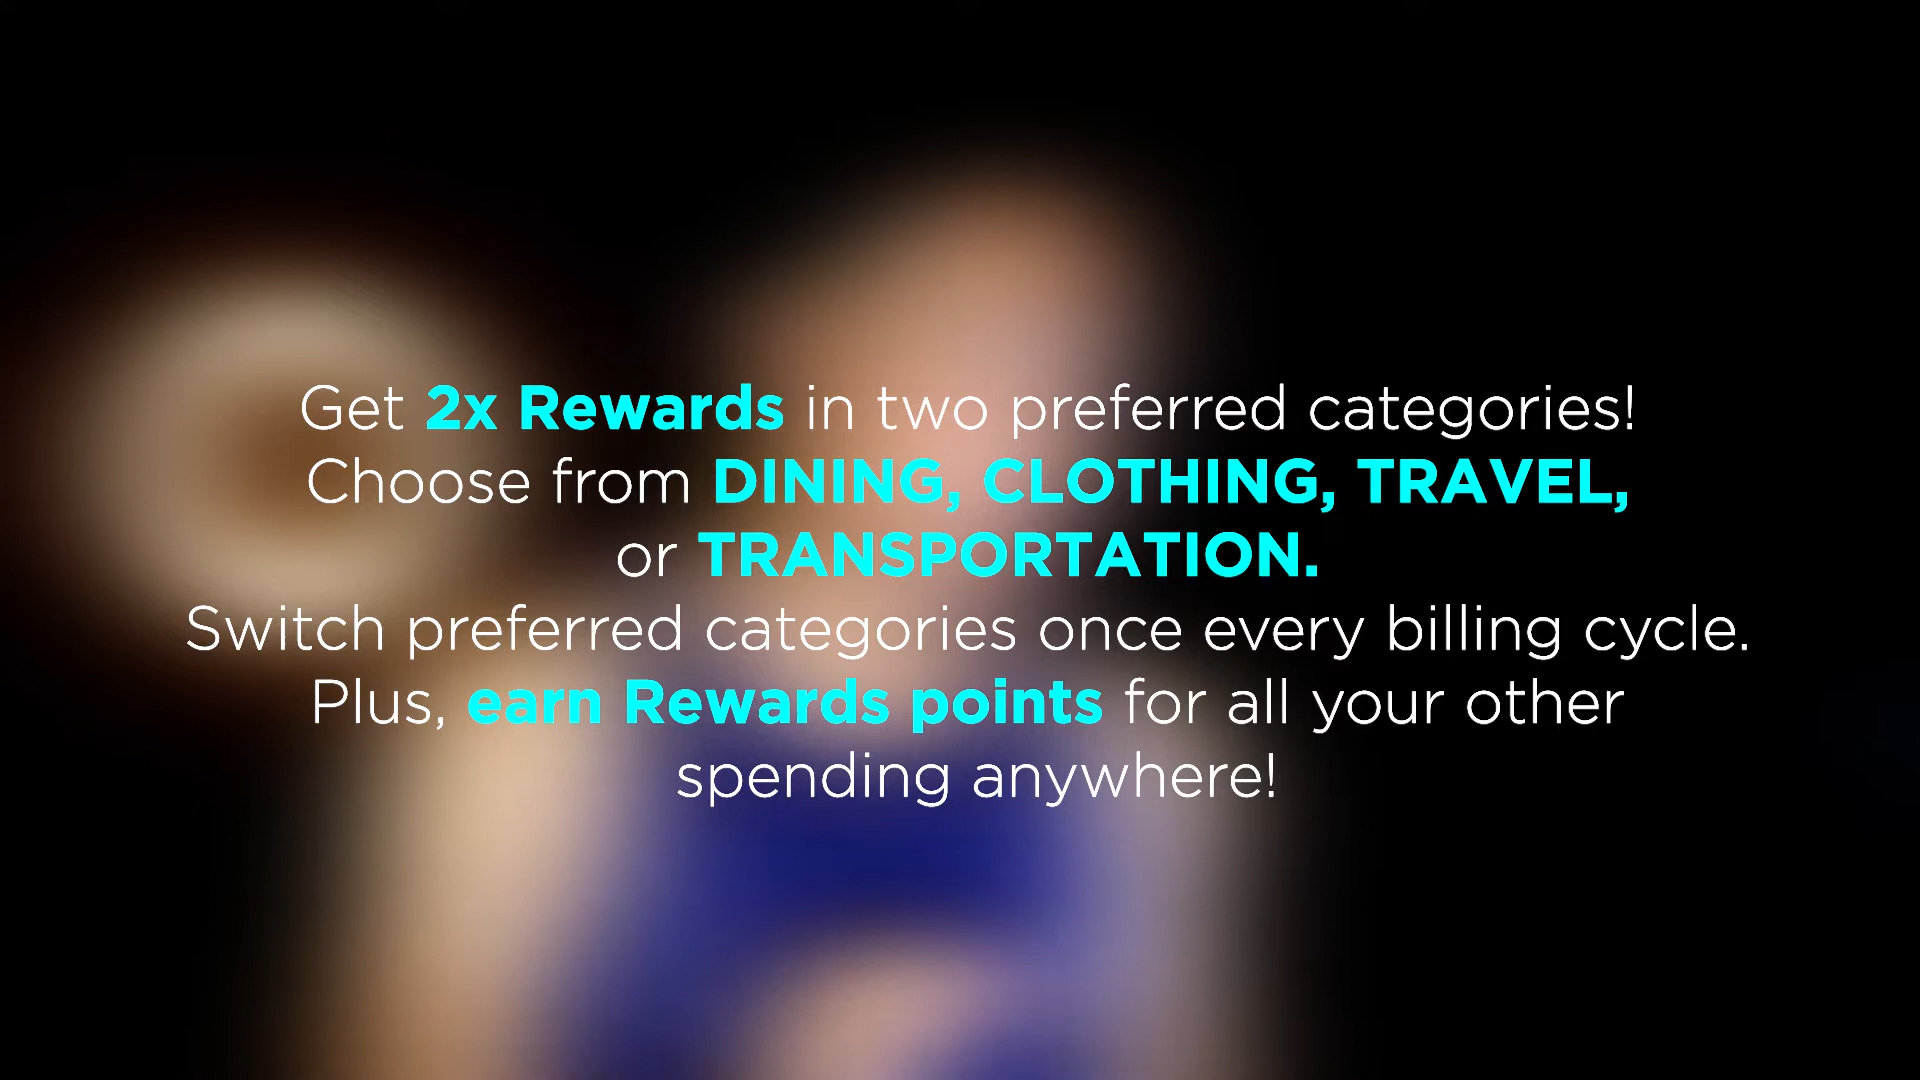 Get 2x Rewards in two preferred categories!
Choose from DINING, CLOTHING, TRAVEL,
or TRANSPORTATION.
Switch preferred categories once every billing cycle.
Plus, earn Rewards points for all your other
spending anywhere!